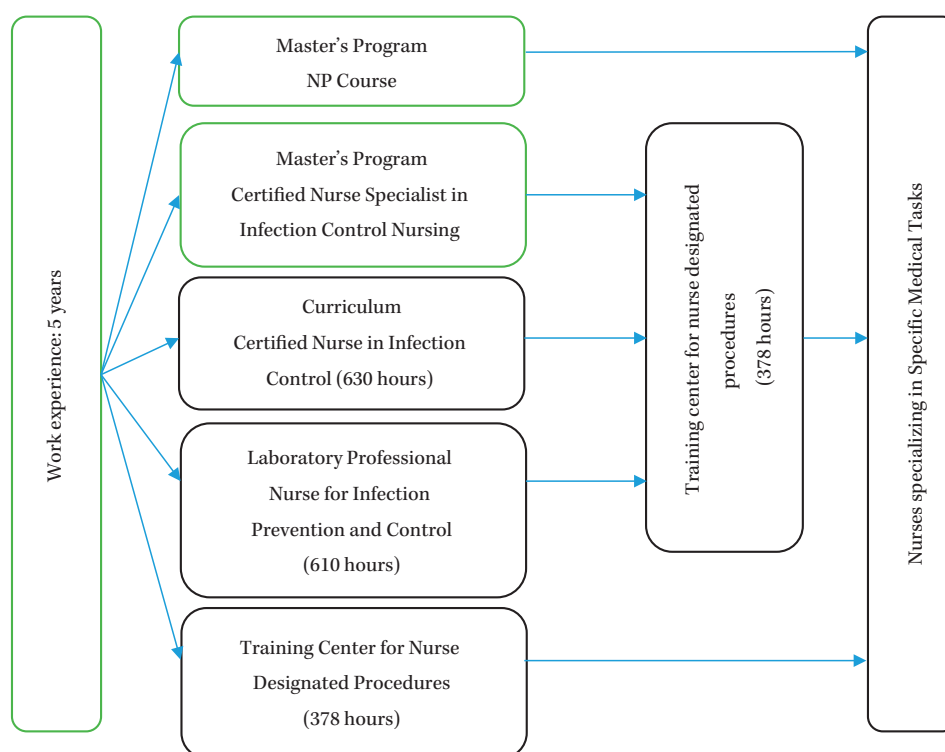 Work experience: 5 years
Master's Program
NP Course
Master's Program
Certified Nurse Specialist in
Infection Control Nursing
Curriculum
Certified Nurse in Infection
Control (630 hours)
Laboratory Professional
Nurse for Infection
Prevention and Control
(610 hours)
Training Center for Nurse
Designated Procedures
(378 hours)
Training center for nurse designated
procedures
(378 hours)
Nurses specializing in Specific Medical Tasks